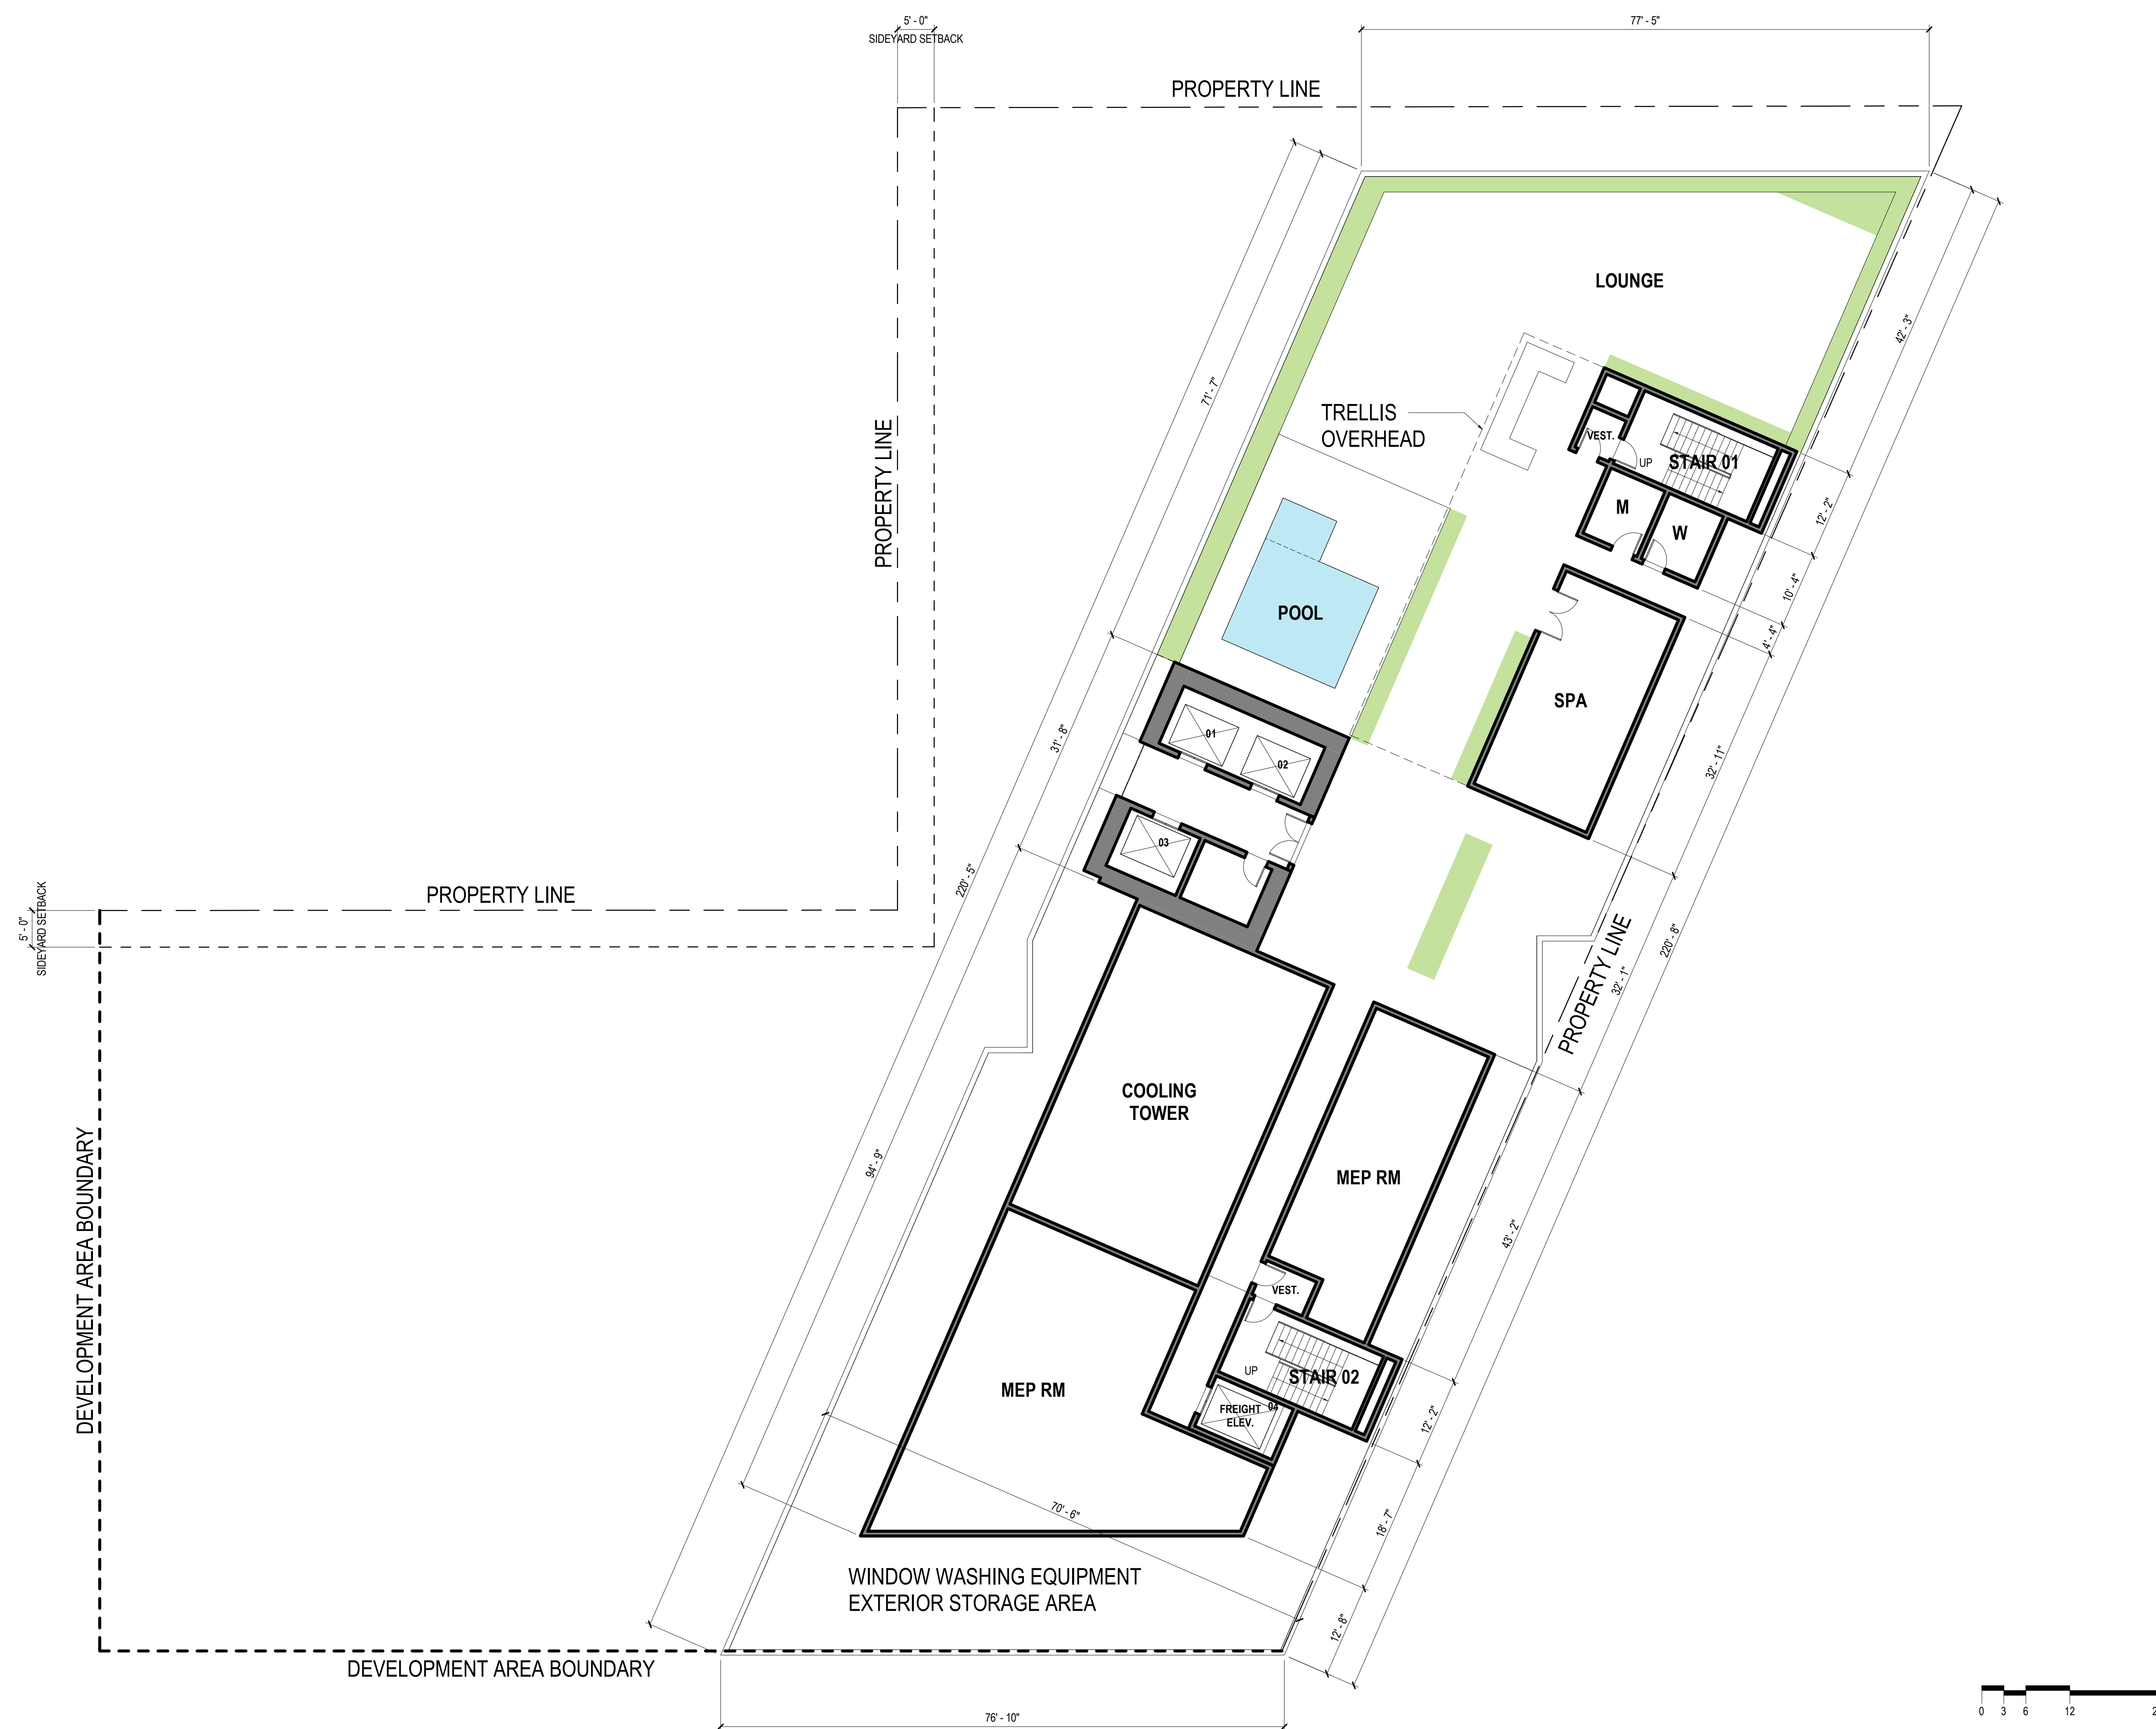 5' - 0"
SIDEYARD SETBACK
77' - 5"
PROPERTY LINE
LOUNGE
42' - 3"
71' - 7"
TRELLIS
OVERHEAD
VEST.
UP
STAIR 01
M
W
12' - 2"
10' - 4"
4' - 4"
PROPERTY LINE
POOL
SPA
01
02
03
31' - 8"
32' - 11"
220' - 5"
220' - 8"
5' - 0"
SIDEYARD SETBACK
PROPERTY LINE
PROPERTY LINE
32' - 1"
COOLING
TOWER
MEP RM
94' - 9"
43' - 2"
DEVELOPMENT AREA BOUNDARY
VEST.
UP
STAIR 02
MEP RM
FREIGHT
ELEV.
04
12' - 2"
70' - 6"
18' - 7"
WINDOW WASHING EQUIPMENT
EXTERIOR STORAGE AREA
12' - 8"
DEVELOPMENT AREA BOUNDARY
76' - 10"
0 3 6 12